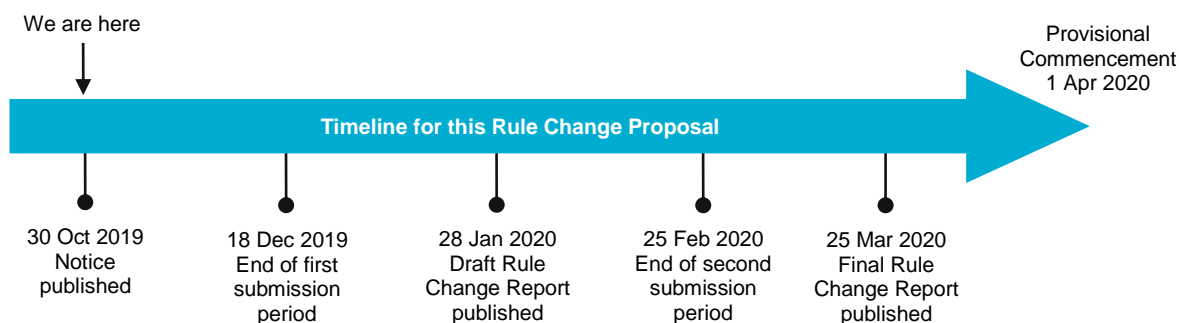 We are here
Provisional
Commencement
1 Apr 2020
Timeline for this Rule Change Proposal
30 Oct 2019
Notice
published
18 Dec 2019
End of first
submission
period
28 Jan 2020
Draft Rule
Change Report
published
25 Feb 2020
End of second
submission
period
25 Mar 2020
Final Rule
Change Report
published